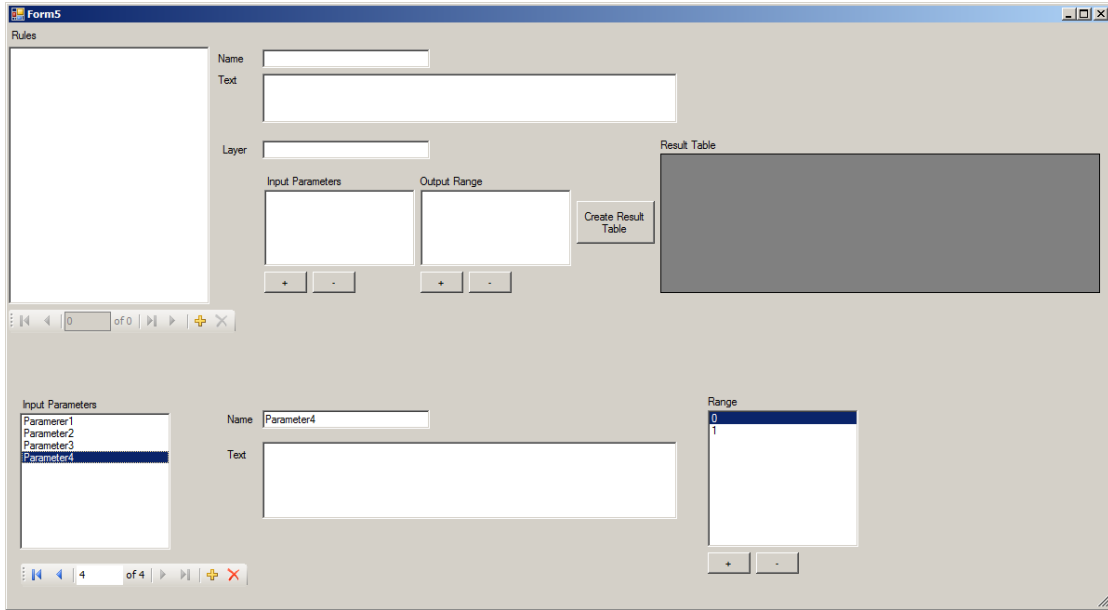 Form5
Rules
Name
Text
Layer
Result Table
Input Parameters
Output Range
Create Result
Table
+ - + -
0 of 0
Input Parameters
Paramerer1
Parameter2
Parameter3
Parameter4
Name Parameter4
Text
Range
0
1
+ -
4 of 4